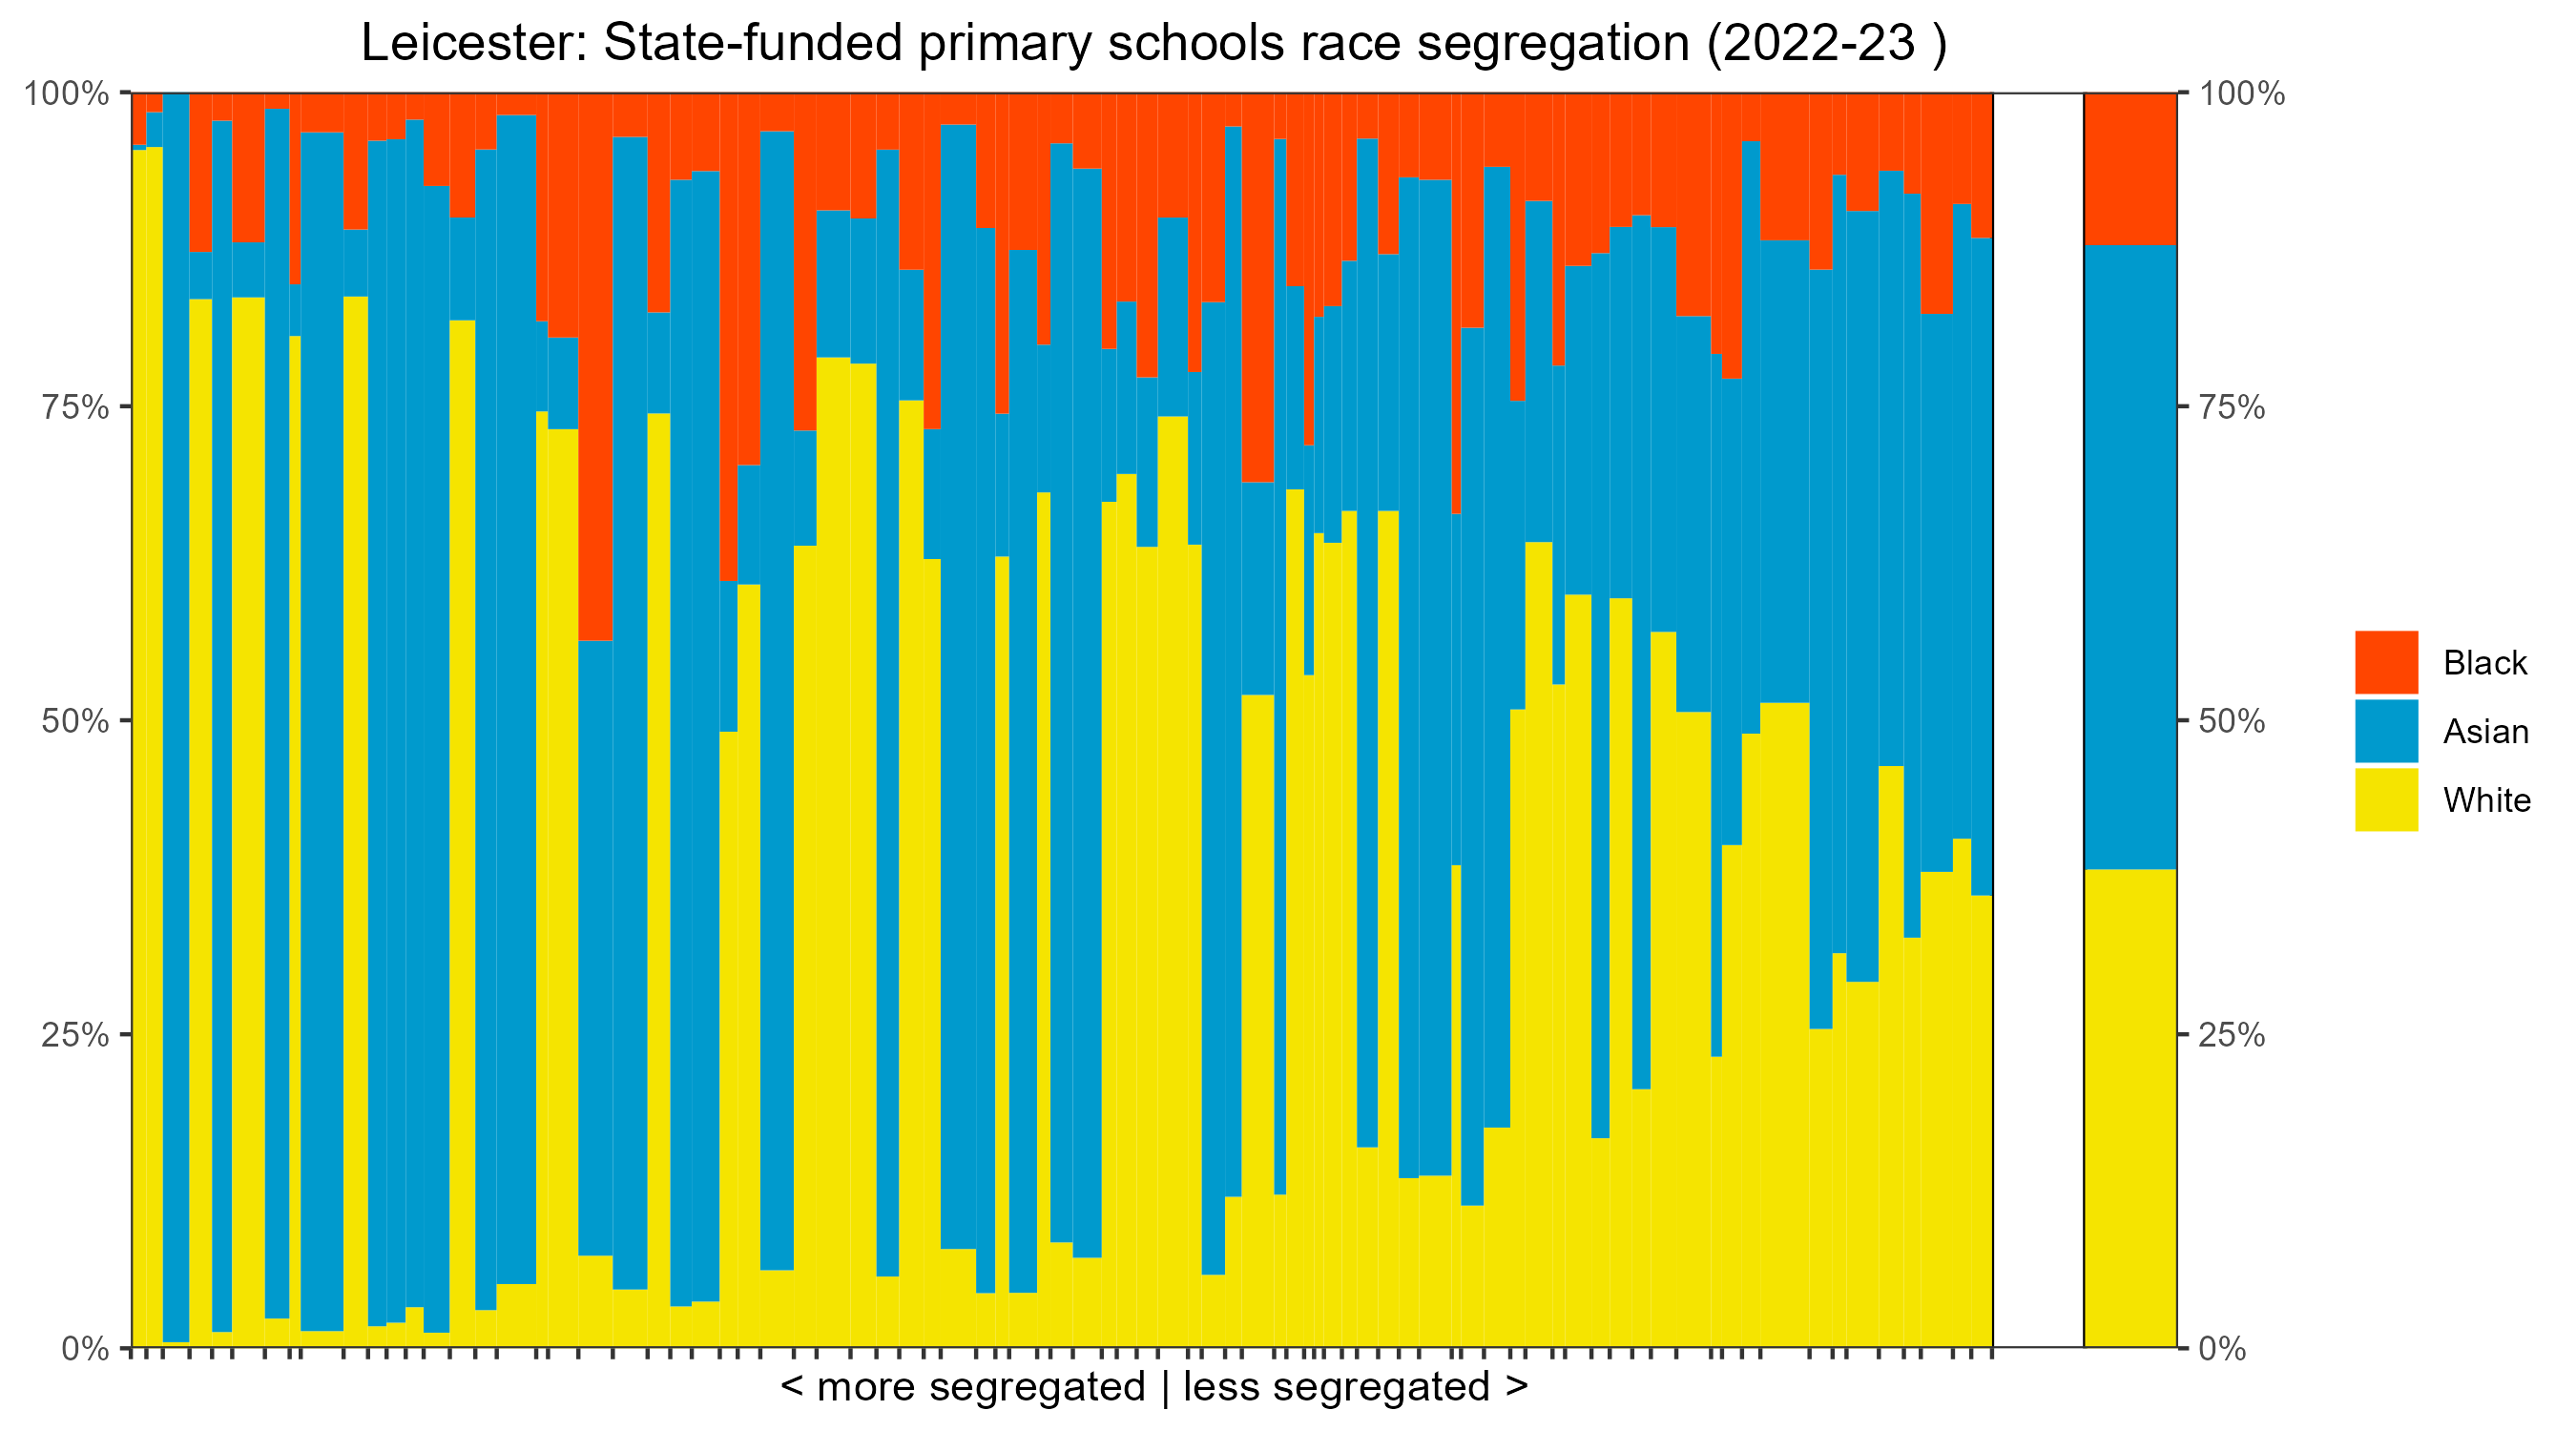 Leicester: State-funded primary schools race segregation (2022-23 )
100%
75%
50%
25%
0%
100%
75%
50%
25%
0%
Black
Asian
White
< more segregated | less segregated >